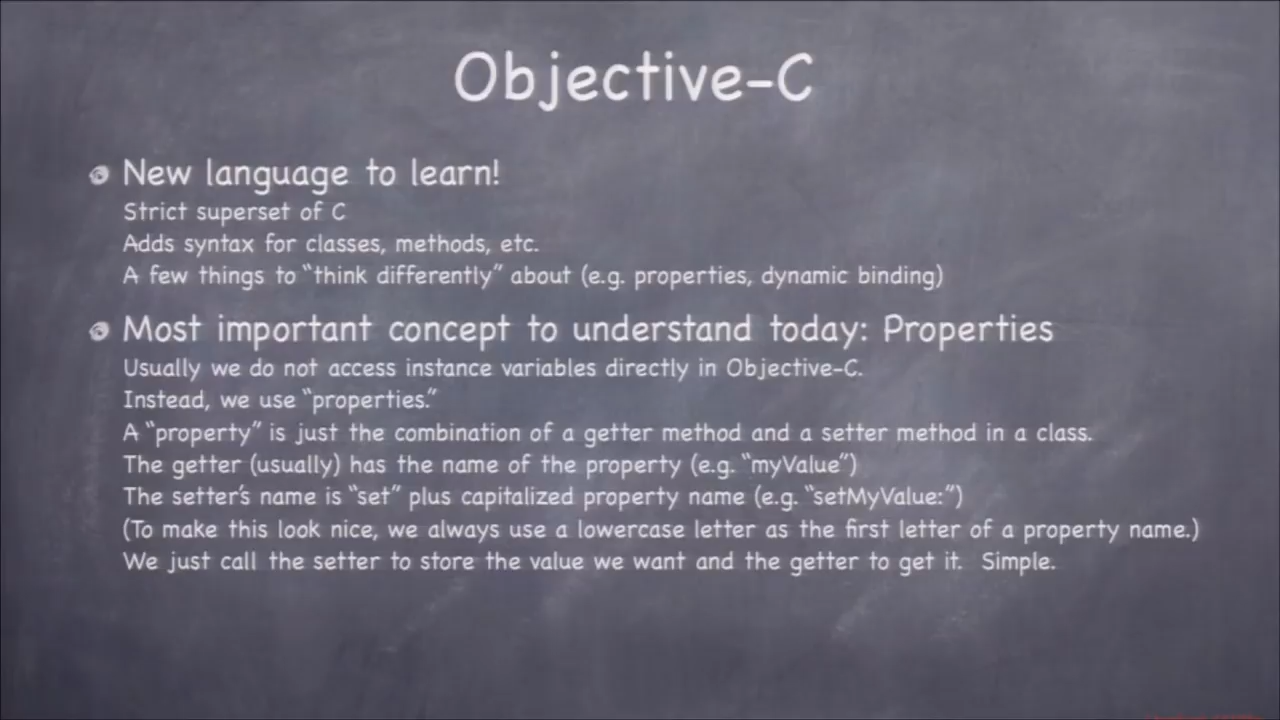 Objective-C
New language to learn!
Strict superset of C
Adds syntax for classes, methods, etc.
A few things to “think differently” about (e.g. properties, dynamic binding)
Most important concept to understand today: Properties
Usually we do not access instance variables directly in Objective-C.
Instead, we use “properties.”
A “property” is just the combination of a getter method and a setter method in a class.
The getter (usually) has the name of the property (e.g. “myValue”)
The setter’s name is “set” plus capitalized property name (e.g. “setMyValue:”)
(To make this look nice, we always use a lowercase letter as the first letter of a property name.)
We just call the setter to store the value we want and the getter to get it. Simple.